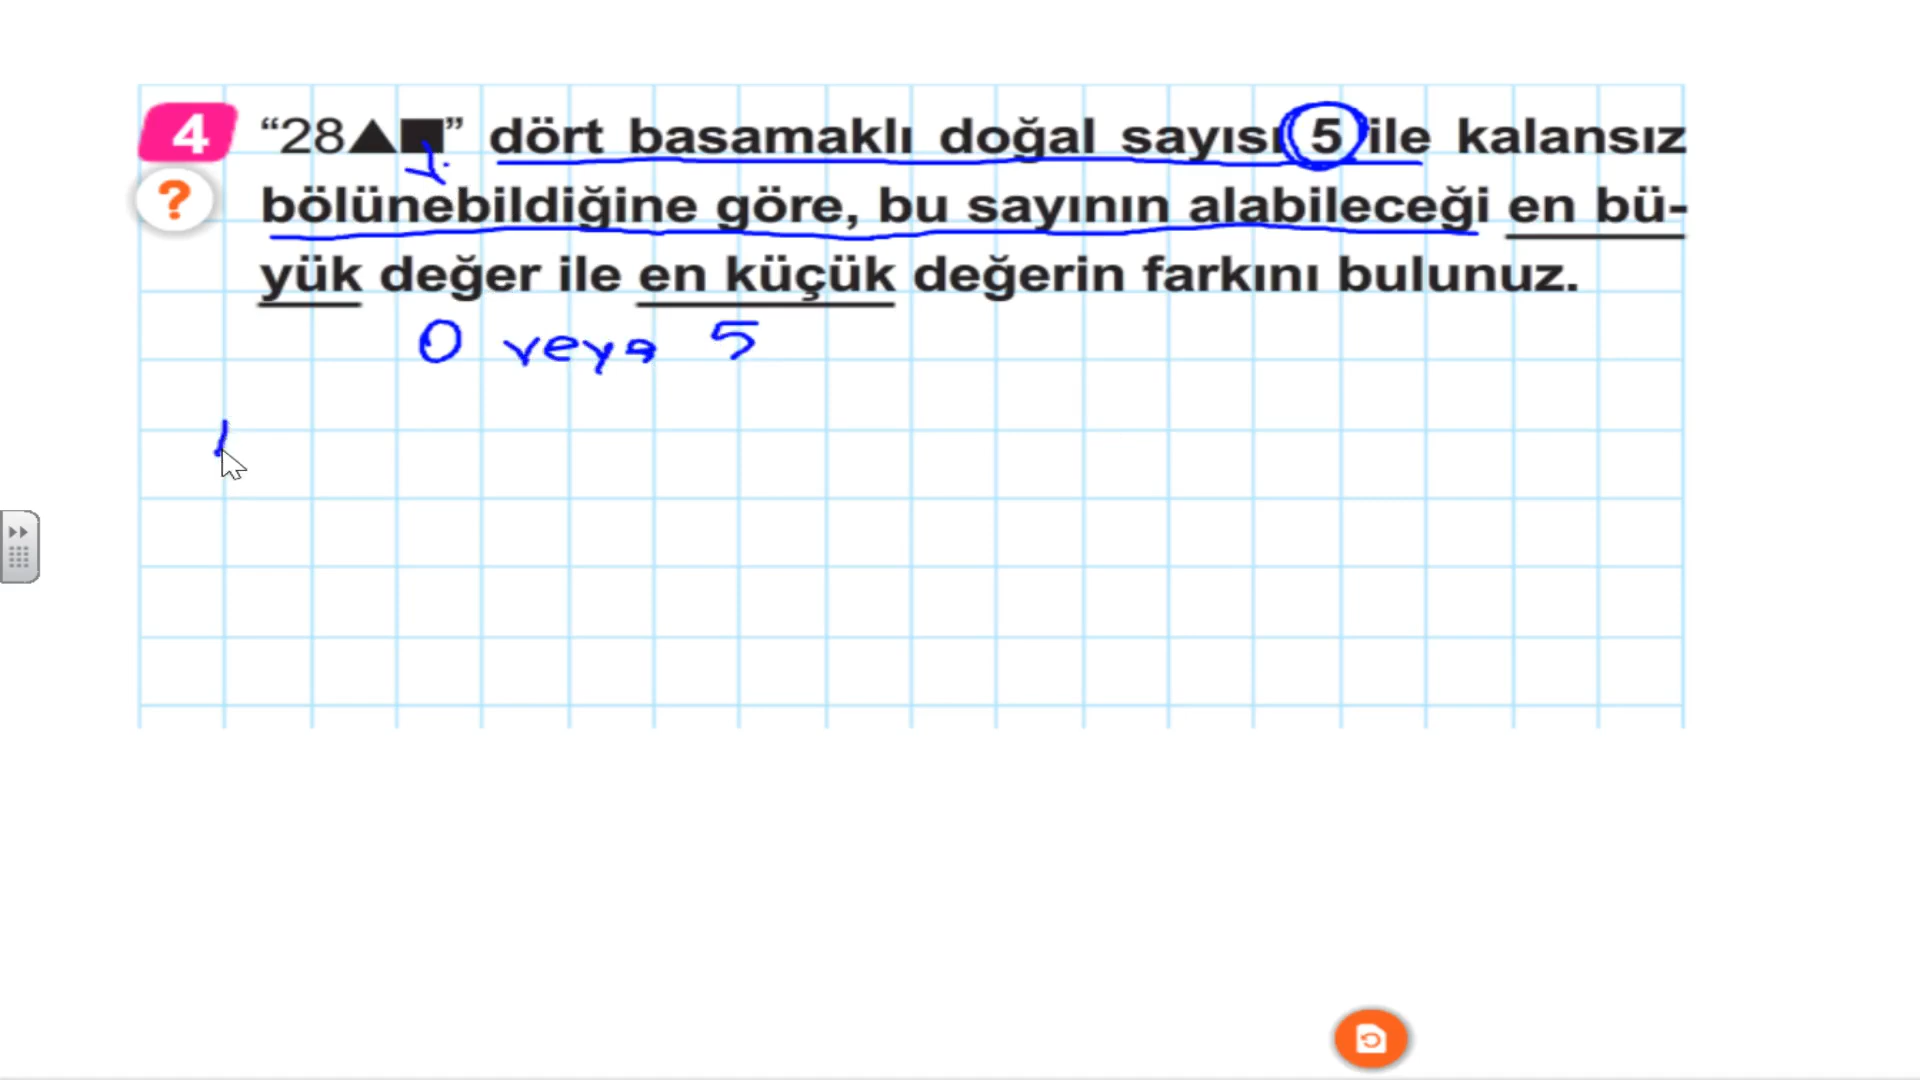 4 “28▲■” dört basamaklı doğal sayısı 5 ile kalansız
? bölünebildiğine göre, bu sayının alabileceği en bü-
yük değer ile en küçük değerin farkını bulunuz.
0 veya 5